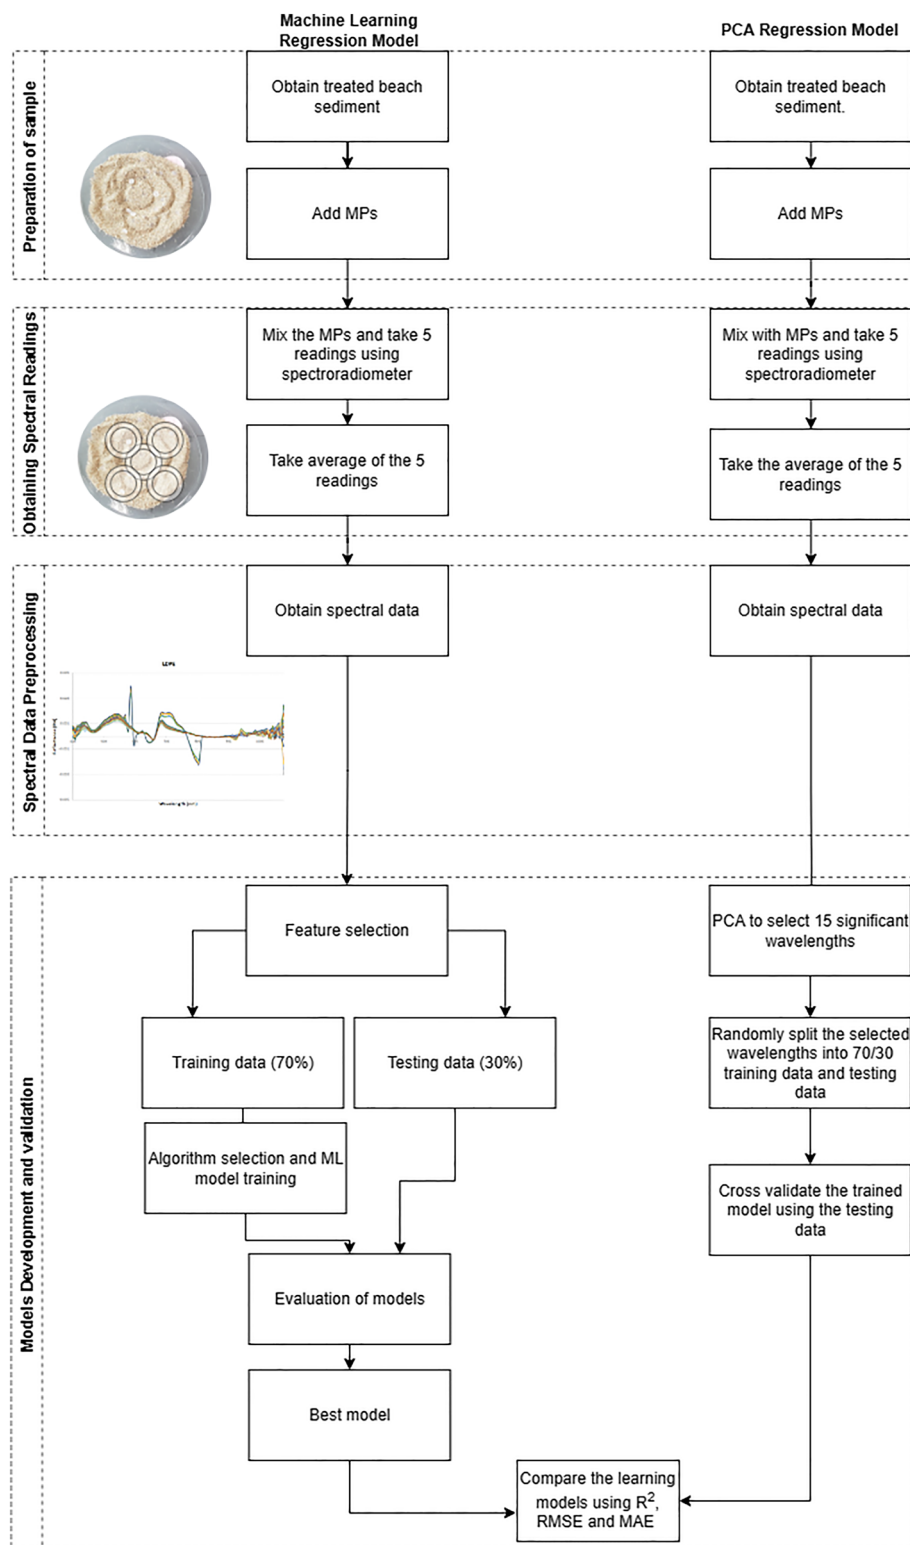 Machine Learning
Regression Model
PCA Regression Model
Preparation of sample
Obtain treated beach
sediment
Obtain treated beach
sediment.
Add MPs
Add MPs
Obtaining Spectral Readings
Mix the MPs and take 5
readings using
spectroradiometer
Mix with MPs and take 5
readings using
spectroradiometer
Take average of the 5
readings
Take the average of the 5
readings
Spectral Data Preprocessing
Obtain spectral data
Obtain spectral data
LDPE
Models Development and validation
Feature selection
PCA to select 15 significant
wavelengths
Training data (70%)
Testing data (30%)
Randomly split the selected
wavelengths into 70/30
training data and testing
data
Algorithm selection and ML
model training
Cross validate the trained
model using the testing
data
Evaluation of models
Best model
Compare the learning
models using R²,
RMSE and MAE